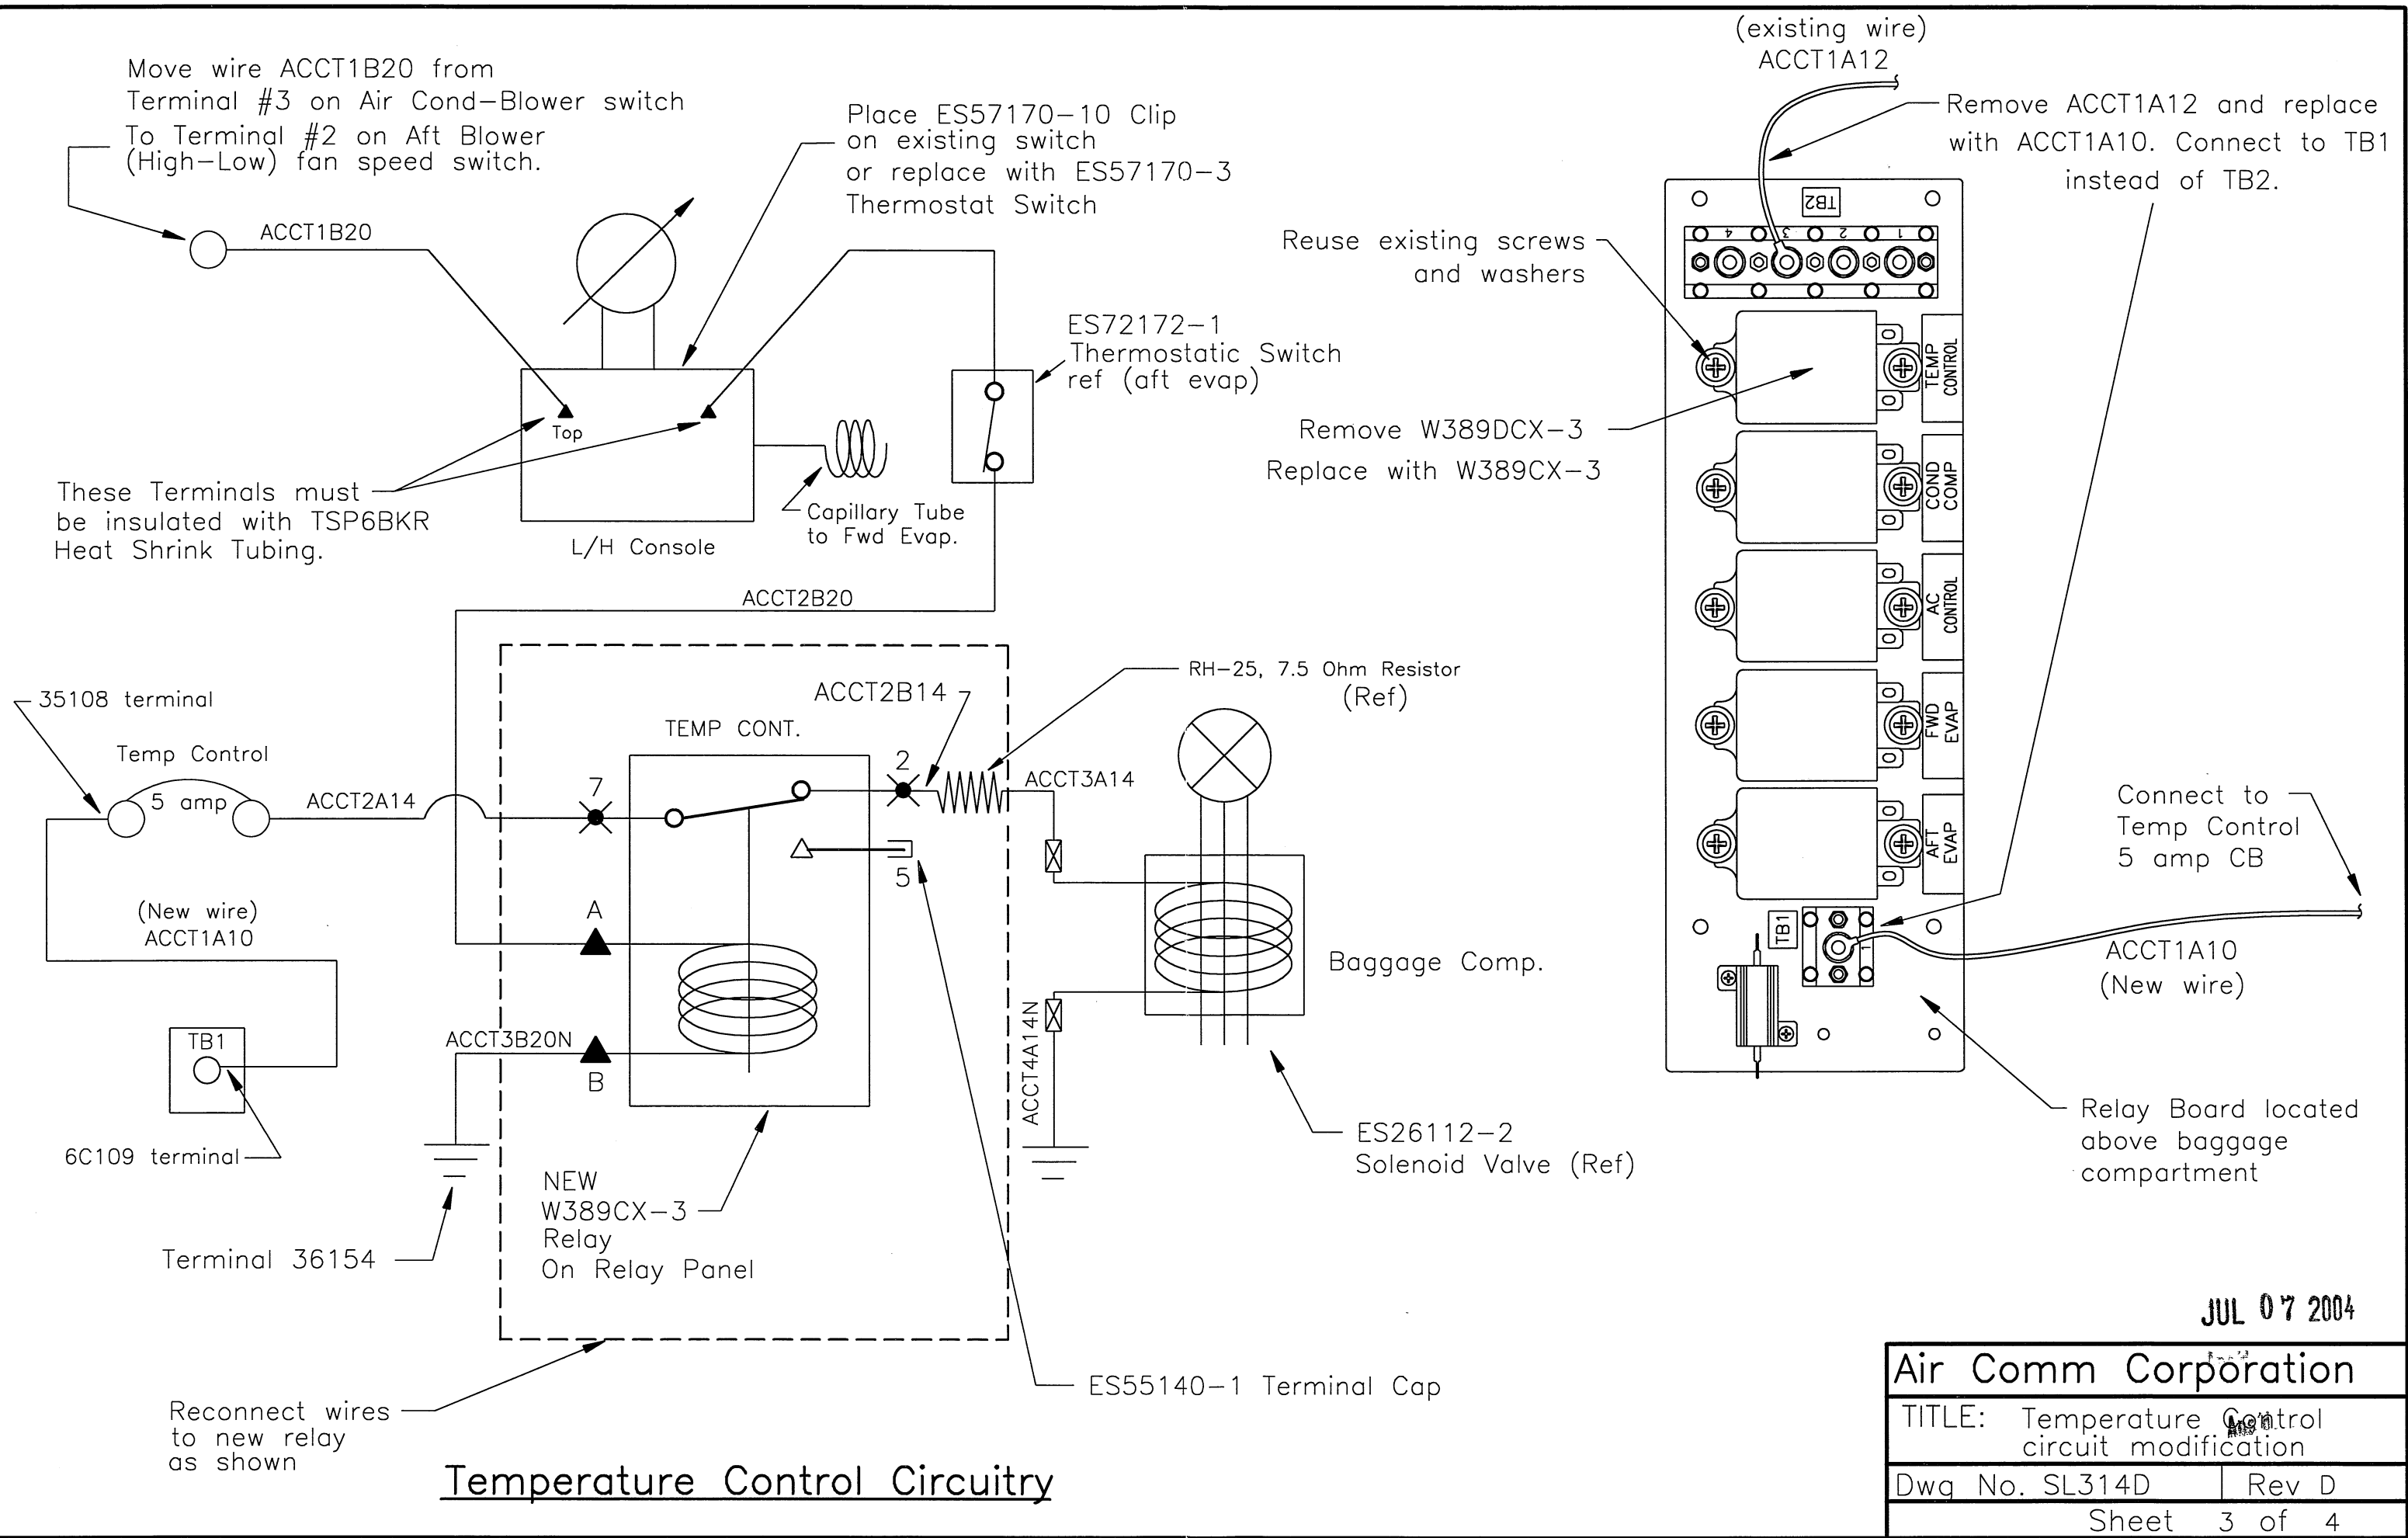 Move wire ACCT1B20 from
Terminal #3 on Air Cond-Blower switch
To Terminal #2 on Aft Blower
(High-Low) fan speed switch.
ACCT1B20
Place ES57170-10 Clip
on existing switch
or replace with ES57170-3
Thermostat Switch
ES72172-1
Thermostatic Switch
ref (aft evap)
Top
These Terminals must
be insulated with TSP6BKR
Heat Shrink Tubing.
Capillary Tube
to Fwd Evap.
L/H Console
ACCT2B20
35108 terminal
Temp Control
5 amp
ACCT2A14
(New wire)
ACCT1A10
TB1
6C109 terminal
TEMP CONT.
ACCT2B14
7
2
5
A
B
ACCT3B20N
Terminal 36154
NEW
W389CX-3
Relay
On Relay Panel
RH-25, 7.5 Ohm Resistor
(Ref)
ACCT3A14
ACCT4A14N
Baggage Comp.
ES26112-2
Solenoid Valve (Ref)
ES55140-1 Terminal Cap
Reconnect wires
to new relay
as shown
Temperature Control Circuitry
(existing wire)
ACCT1A12
Remove ACCT1A12 and replace
with ACCT1A10. Connect to TB1
instead of TB2.
TB2
4 3 2 1
Reuse existing screws
and washers
Remove W389DCX-3
Replace with W389CX-3
TEMP
CONTROL
COND
COMP
AC
CONTROL
FWD
EVAP
AFT
EVAP
TB1
1
Connect to
Temp Control
5 amp CB
ACCT1A10
(New wire)
Relay Board located
above baggage
compartment
JUL 07 2004
Air Comm Corporation
TITLE: Temperature Control
circuit modification
Dwg No. SL314D
Rev D
Sheet 3 of 4